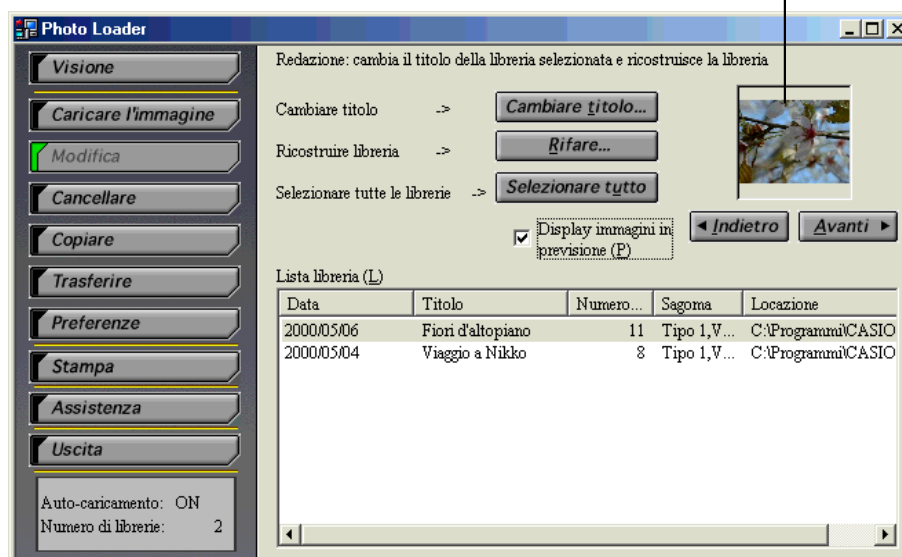 Photo Loader
Visione
Caricare l'immagine
Modifica
Cancellare
Copiare
Trasferire
Preferenze
Stampa
Assistenza
Uscita
Auto-caricamento: ON
Numero di librerie: 2
Redazione: cambia il titolo della libreria selezionata e ricostruisce la libreria
Cambiare titolo -> Cambiare titolo...
Ricostruire libreria -> Rifare...
Selezionare tutte le librerie -> Selezionare tutto
Display immagini in
previsione (P)
Indietro Avanti
Lista libreria (L)
Data Titolo Numero... Sagoma Locazione
2000/05/06 Fiori d'altopiano 11 Tipo 1,V... C:\Programmi\CASIO
2000/05/04 Viaggio a Nikko 8 Tipo 1,V... C:\Programmi\CASIO